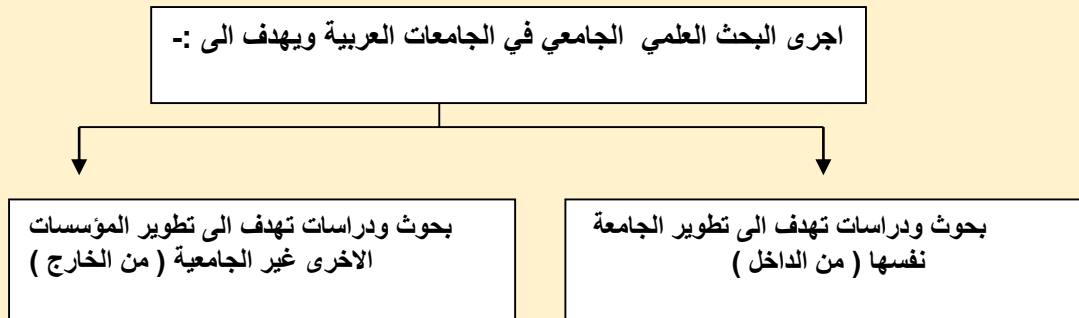 اجرى البحث العلمي الجامعي في الجامعات العربية ويهدف الى :-
بحوث ودراسات تهدف الى تطوير الجامعة
نفسها ( من الداخل )
بحوث ودراسات تهدف الى تطوير المؤسسات
الاخرى غير الجامعية ( من الخارج )